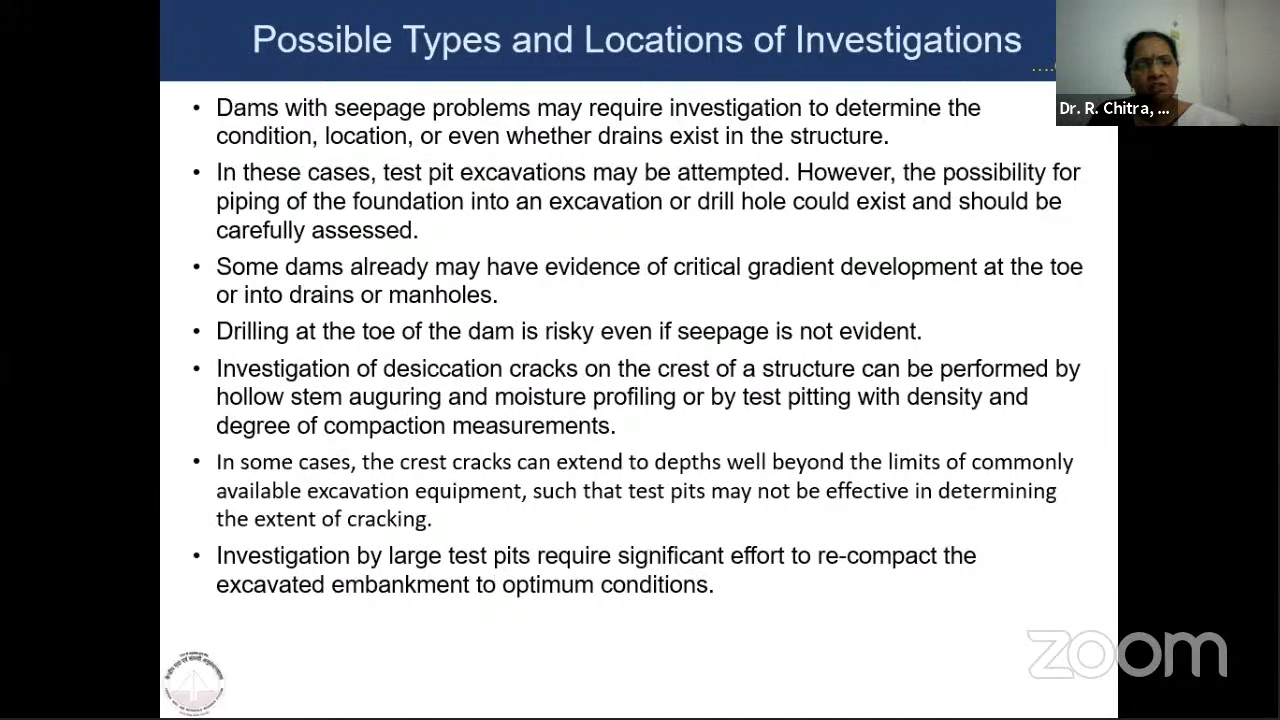 Possible Types and Locations of Investigations
Dr. R. Chitra, ...
• Dams with seepage problems may require investigation to determine the
condition, location, or even whether drains exist in the structure.
• In these cases, test pit excavations may be attempted. However, the possibility for
piping of the foundation into an excavation or drill hole could exist and should be
carefully assessed.
• Some dams already may have evidence of critical gradient development at the toe
or into drains or manholes.
• Drilling at the toe of the dam is risky even if seepage is not evident.
• Investigation of desiccation cracks on the crest of a structure can be performed by
hollow stem auguring and moisture profiling or by test pitting with density and
degree of compaction measurements.
• In some cases, the crest cracks can extend to depths well beyond the limits of commonly
available excavation equipment, such that test pits may not be effective in determining
the extent of cracking.
• Investigation by large test pits require significant effort to re-compact the
excavated embankment to optimum conditions.
zoom